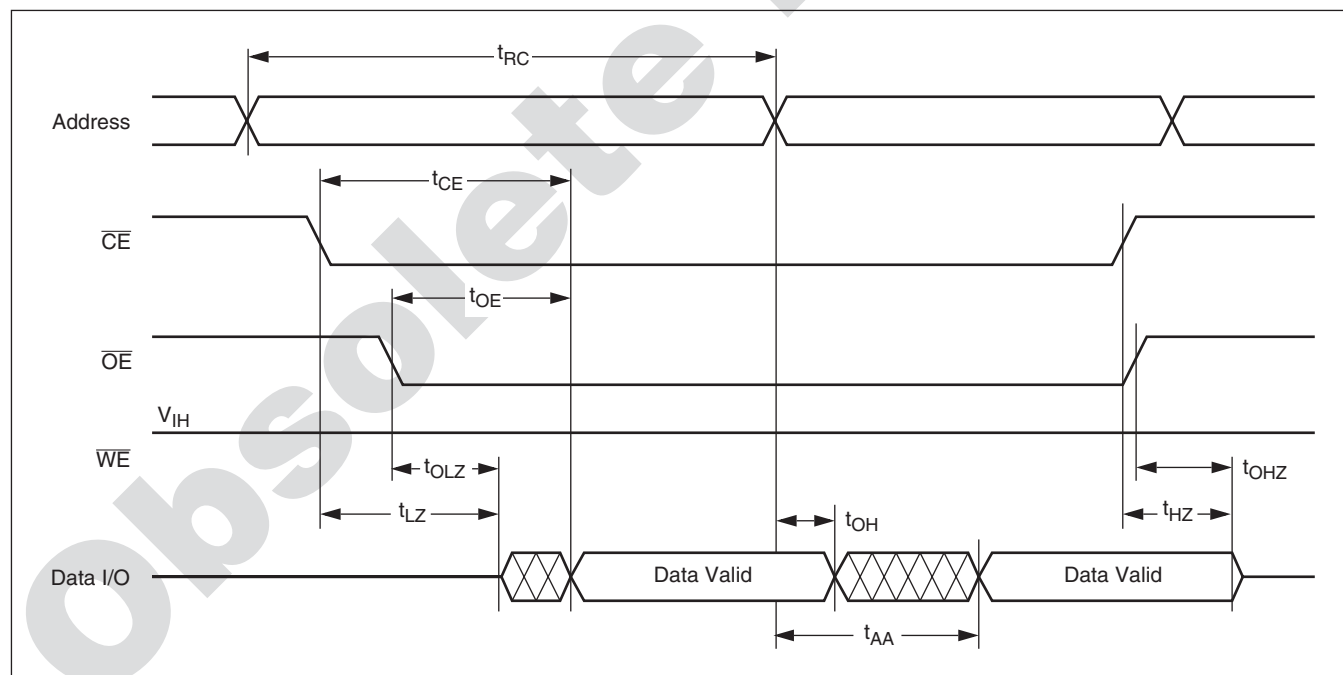 Obsolete
tRC
Address
tCE
CE
tOE
OE
VIH
WE
tOLZ
tOHZ
tLZ
tHZ
tOH
Data I/O
Data Valid
Data Valid
tAA